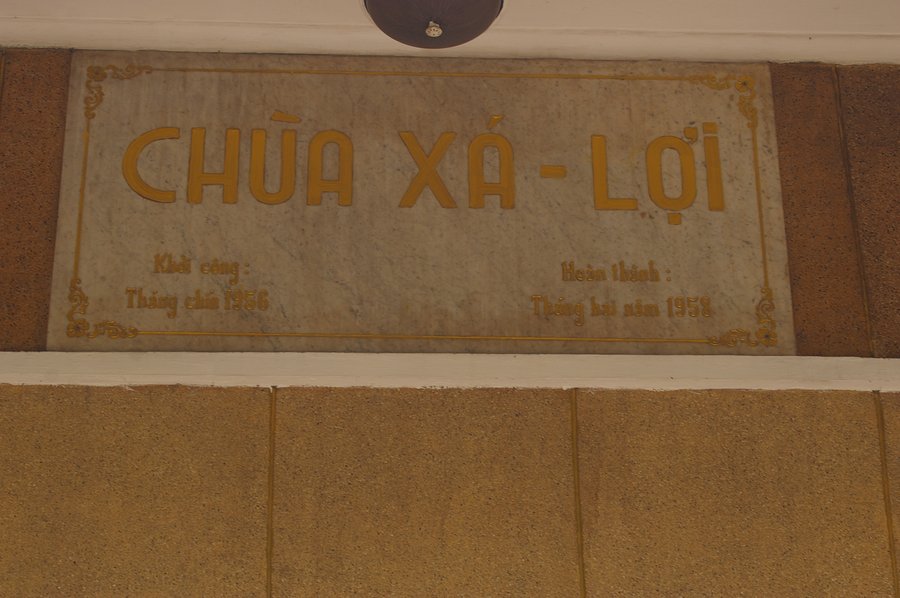 CHÙA XÁ - LỢI
Khởi công :
Tháng chín 1956
Hoàn thành :
Tháng hai năm 1958